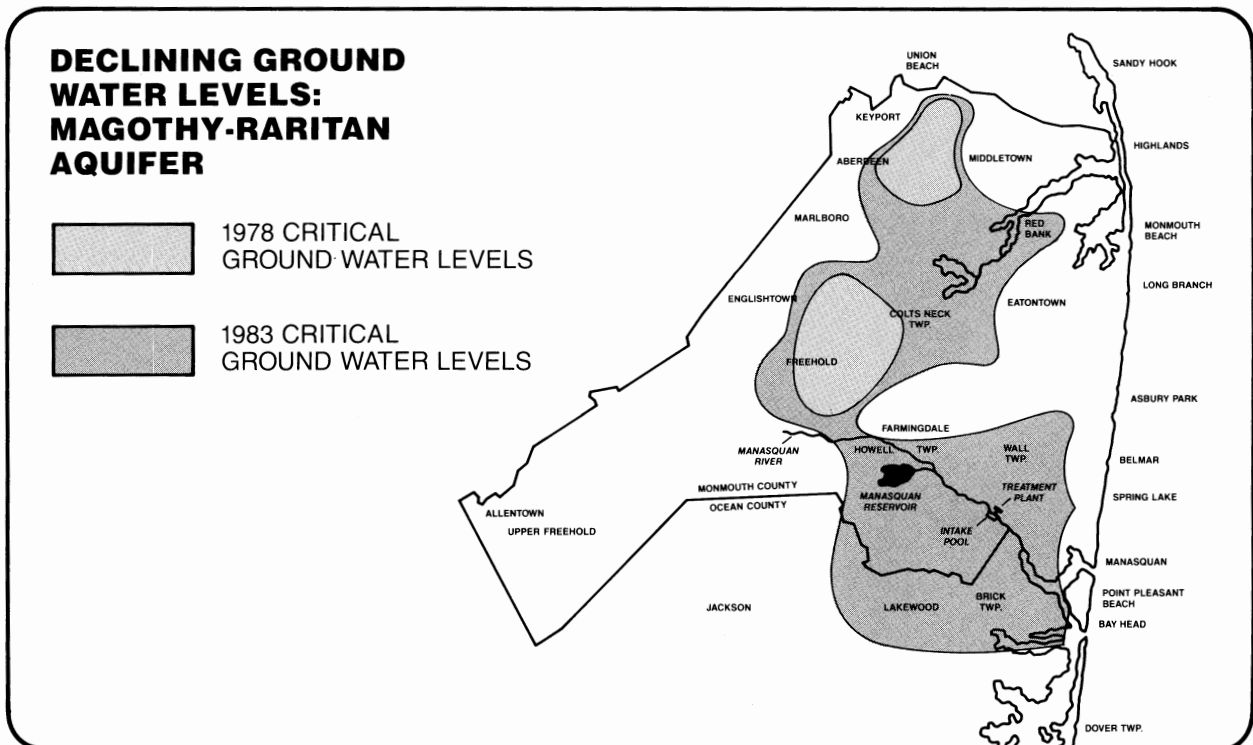 DECLINING GROUND
WATER LEVELS:
MAGOTHY-RARITAN
AQUIFER
1978 CRITICAL
GROUND WATER LEVELS
1983 CRITICAL
GROUND WATER LEVELS
UNION
BEACH
SANDY HOOK
KEYPORT
HIGHLANDS
ABERDEEN
MIDDLETOWN
MARLBORO
RED
BANK
MONMOUTH
BEACH
LONG BRANCH
ENGLISHTOWN
EATONTOWN
COLTS NECK
TWP.
FREEHOLD
ASBURY PARK
FARMINGDALE
MANASQUAN
RIVER
HOWELL TWP.
WALL
TWP.
BELMAR
MONMOUTH COUNTY
OCEAN COUNTY
MANASQUAN
RESERVOIR
TREATMENT
PLANT
SPRING LAKE
INTAKE
POOL
ALLENTOWN
UPPER FREEHOLD
MANASQUAN
POINT PLEASANT
BEACH
JACKSON
LAKEWOOD
BRICK
TWP.
BAY HEAD
DOVER TWP.